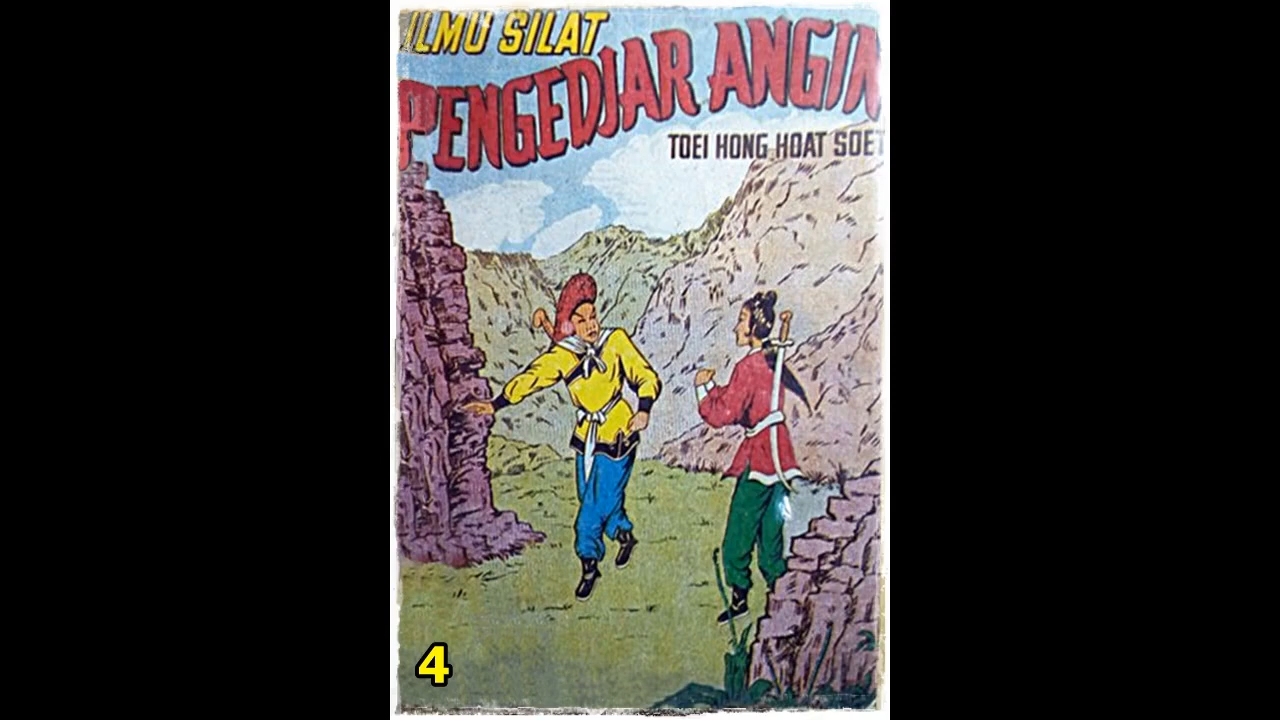 ILMU SILAT
PENGEDJAR ANGIN
TOEI HONG HOAT SOET
4